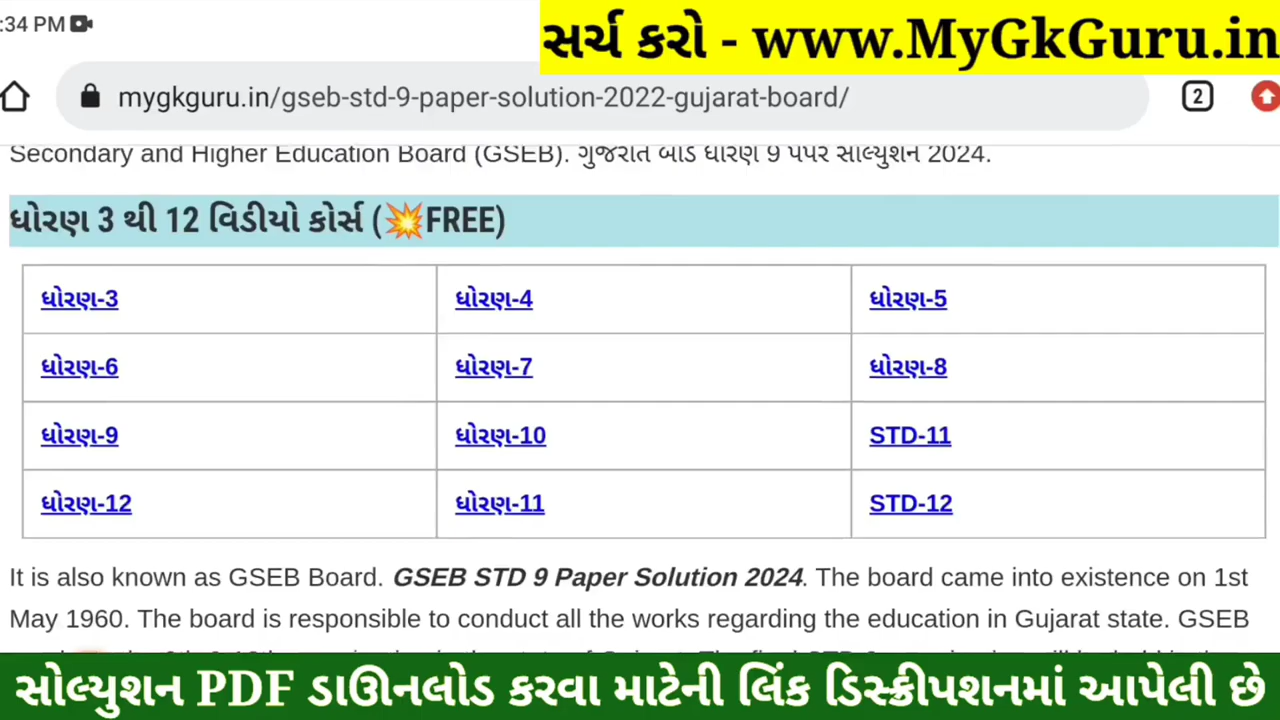 :34 PM
સર્ચ કરો - www.MyGkGuru.in
mygkguru.in/gseb-std-9-paper-solution-2022-gujarat-board/
2
Secondary and Higher Education Board (GSEB). ગુજરાત બોર્ડ ધોરણ 9 પેપર સોલ્યુશન 2024.
ધોરણ 3 થી 12 વિડીયો કોર્સ (💥FREE)
ધોરણ-3 ધોરણ-4 ધોરણ-5
ધોરણ-6 ધોરણ-7 ધોરણ-8
ધોરણ-9 ધોરણ-10 STD-11
ધોરણ-12 ધોરણ-11 STD-12
It is also known as GSEB Board. GSEB STD 9 Paper Solution 2024. The board came into existence on 1st
May 1960. The board is responsible to conduct all the works regarding the education in Gujarat state. GSEB
સોલ્યુશન PDF ડાઊનલોડ કરવા માટેની લિંક ડિસ્ક્રીપશનમાં આપેલી છે